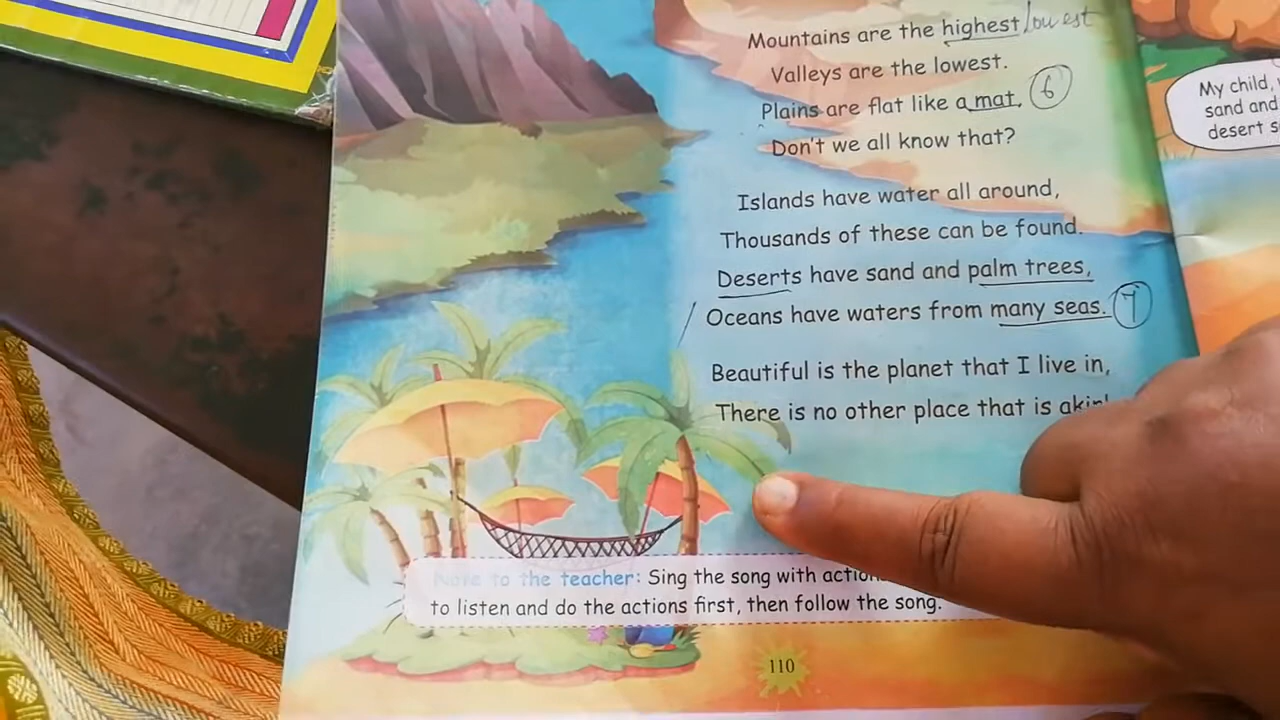 Mountains are the highest lowest
Valleys are the lowest.
Plains are flat like a mat, 6
Don't we all know that?
Islands have water all around,
Thousands of these can be found.
Deserts have sand and palm trees,
Oceans have waters from many seas. 7
Beautiful is the planet that I live in,
There is no other place that is
Note to the teacher: Sing the song with
to listen and do the actions first, then follow the song.
110
My child,
sand and
desert